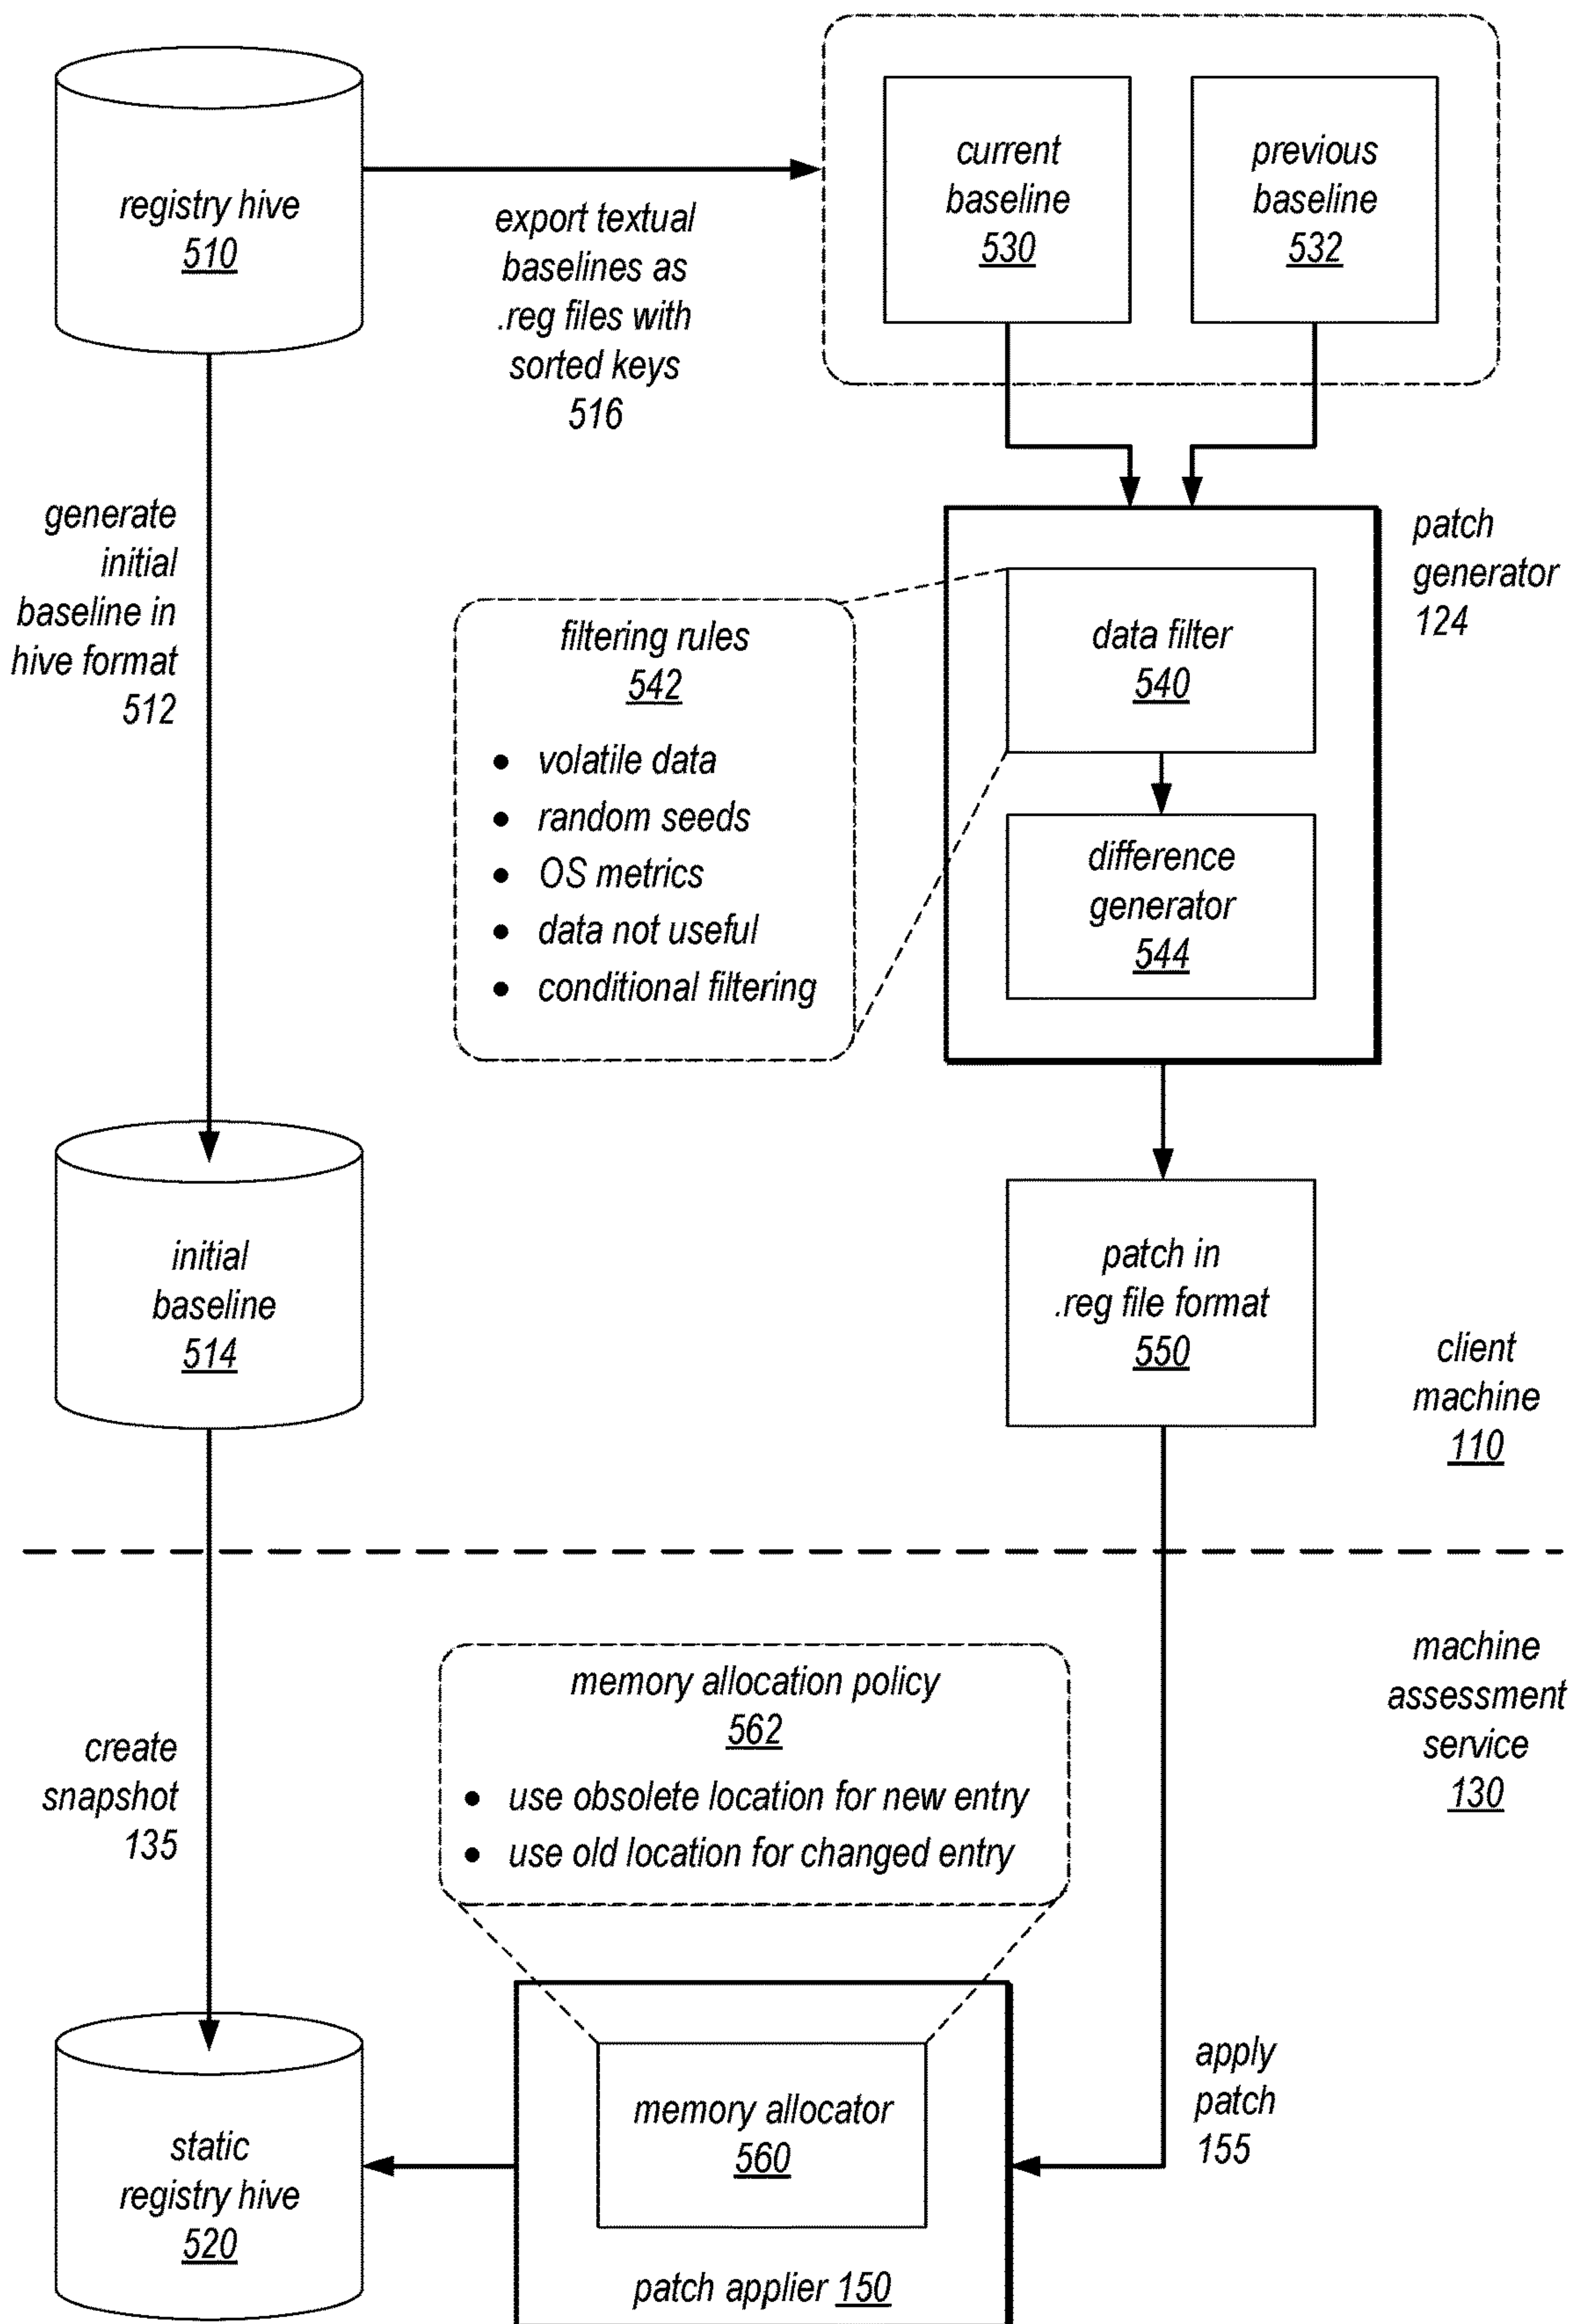 registry hive
510
export textual
baselines as
.reg files with
sorted keys
516
current
baseline
530
previous
baseline
532
generate
initial
baseline in
hive format
512
patch
generator
124
filtering rules
542
• volatile data
• random seeds
• OS metrics
• data not useful
• conditional filtering
data filter
540
difference
generator
544
initial
baseline
514
patch in
.reg file format
550
client
machine
110
machine
assessment
service
130
memory allocation policy
562
• use obsolete location for new entry
• use old location for changed entry
create
snapshot
135
apply
patch
155
memory allocator
560
patch applier 150
static
registry hive
520